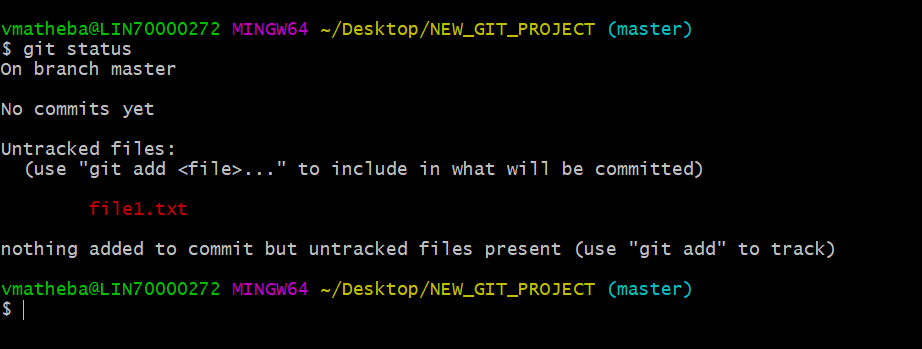 vmatheba@LIN70000272 MINGW64 ~/Desktop/NEW_GIT_PROJECT (master)
$ git status
On branch master
No commits yet
Untracked files:
  (use "git add <file>..." to include in what will be committed)
        file1.txt
nothing added to commit but untracked files present (use "git add" to track)
vmatheba@LIN70000272 MINGW64 ~/Desktop/NEW_GIT_PROJECT (master)
$